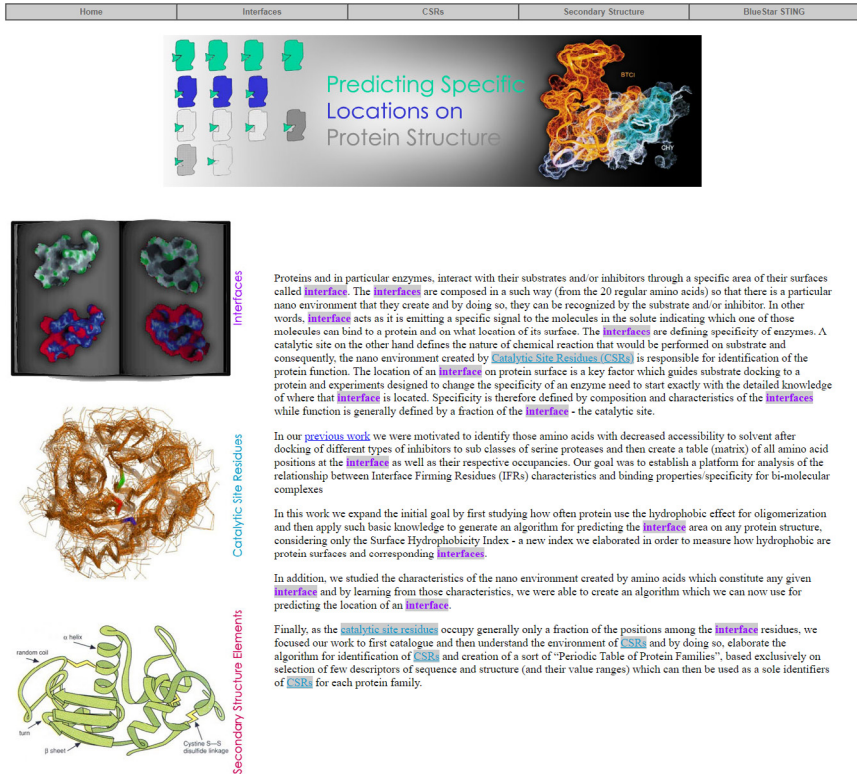 Home Interfaces CSRs Secondary Structure BlueStar STING
Predicting Specific
Locations on
Protein Structure
BTCI
CHY
Interfaces
Proteins and in particular enzymes, interact with their substrates and/or inhibitors through a specific area of their surfaces
called interface. The interfaces are composed in a such way (from the 20 regular amino acids) so that there is a particular
nano environment that they create and by doing so, they can be recognized by the substrate and/or inhibitor. In other
words, interface acts as it is emitting a specific signal to the molecules in the solute indicating which one of those
molecules can bind to a protein and on what location of its surface. The interfaces are defining specificity of enzymes. A
catalytic site on the other hand defines the nature of chemical reaction that would be performed on substrate and
consequently, the nano environment created by Catalytic Site Residues (CSRs) is responsible for identification of the
protein function. The location of an interface on protein surface is a key factor which guides substrate docking to a
protein and experiments designed to change the specificity of an enzyme need to start exactly with the detailed knowledge
of where that interface is located. Specificity is therefore defined by composition and characteristics of the interfaces
while function is generally defined by a fraction of the interface - the catalytic site.
In our previous work we were motivated to identify those amino acids with decreased accessibility to solvent after
docking of different types of inhibitors to sub classes of serine proteases and then create a table (matrix) of all amino acid
positions at the interface as well as their respective occupancies. Our goal was to establish a platform for analysis of the
relationship between Interface Firming Residues (IFRs) characteristics and binding properties/specificity for bi-molecular
complexes
In this work we expand the initial goal by first studying how often protein use the hydrophobic effect for oligomerization
and then apply such basic knowledge to generate an algorithm for predicting the interface area on any protein structure,
considering only the Surface Hydrophobicity Index - a new index we elaborated in order to measure how hydrophobic are
protein surfaces and corresponding interfaces.
In addition, we studied the characteristics of the nano environment created by amino acids which constitute any given
interface and by learning from those characteristics, we were able to create an algorithm which we can now use for
predicting the location of an interface.
Finally, as the catalytic site residues occupy generally only a fraction of the positions among the interface residues, we
focused our work to first catalogue and then understand the environment of CSRs and by doing so, elaborate the
algorithm for identification of CSRs and creation of a sort of “Periodic Table of Protein Families”, based exclusively on
selection of few descriptors of sequence and structure (and their value ranges) which can then be used as a sole identifiers
of CSRs for each protein family.
Catalytic Site Residues
α helix
random coil
turn
β sheet
Cystine S—S
disulfide linkage
Secondary Structure Elements